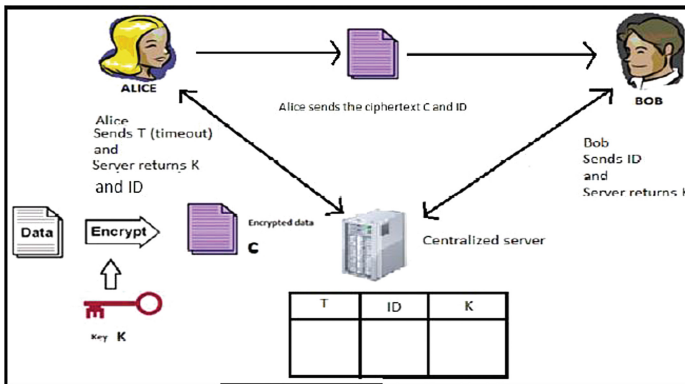 ALICE
BOB
Alice sends the ciphertext C and ID
Alice
Sends T (timeout)
and
Server returns K
and ID
Bob
Sends ID
and
Server returns K
Data
Encrypt
Encrypted data
C
Centralized server
Key K
T ID K